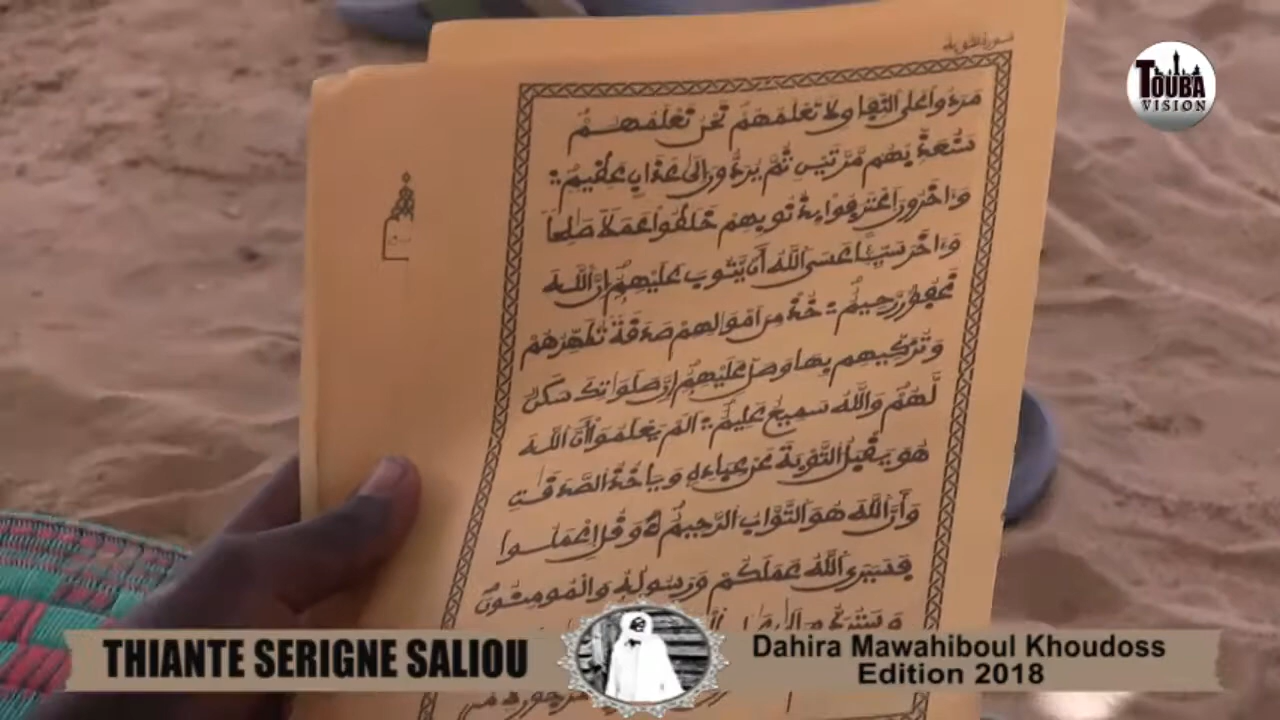 سورة التوبة
TOUBA
VISION
مَرَدُوا عَلَى النِّفَاقِ لَا تَعْلَمُهُمْ نَحْنُ نَعْلَمُهُمْ
سَنُعَذِّبُهُم مَّرَّتَيْنِ ثُمَّ يُرَدُّونَ إِلَىٰ عَذَابٍ عَظِيمٍ
وَءَاخَرُونَ اعْتَرَفُوا بِذُنُوبِهِمْ خَلَطُوا عَمَلًا صَالِحًا
وَءَاخَرَ سَيِّئًا عَسَى اللَّهُ أَنْ يَتُوبَ عَلَيْهِمْ إِنَّ اللَّهَ
غَفُورٌ رَّحِيمٌ خُذْ مِنْ أَمْوَالِهِمْ صَدَقَةً تُطَهِّرُهُمْ
وَتُزَكِّيهِم بِهَا وَصَلِّ عَلَيْهِمْ إِنَّ صَلَوَاتِكَ سَكَنٌ
لَّهُمْ وَاللَّهُ سَمِيعٌ عَلِيمٌ أَلَمْ يَعْلَمُوا أَنَّ اللَّهَ
هُوَ يَقْبَلُ التَّوْبَةَ عَنْ عِبَادِهِ وَيَأْخُذُ الصَّدَقَاتِ
وَأَنَّ اللَّهَ هُوَ التَّوَّابُ الرَّحِيمُ وَقُلِ اعْمَلُوا
فَسَيَرَى اللَّهُ عَمَلَكُمْ وَرَسُولُهُ وَالْمُومِنُونَ
THIANTE SERIGNE SALIOU
Dahira Mawahiboul Khoudoss
Edition 2018